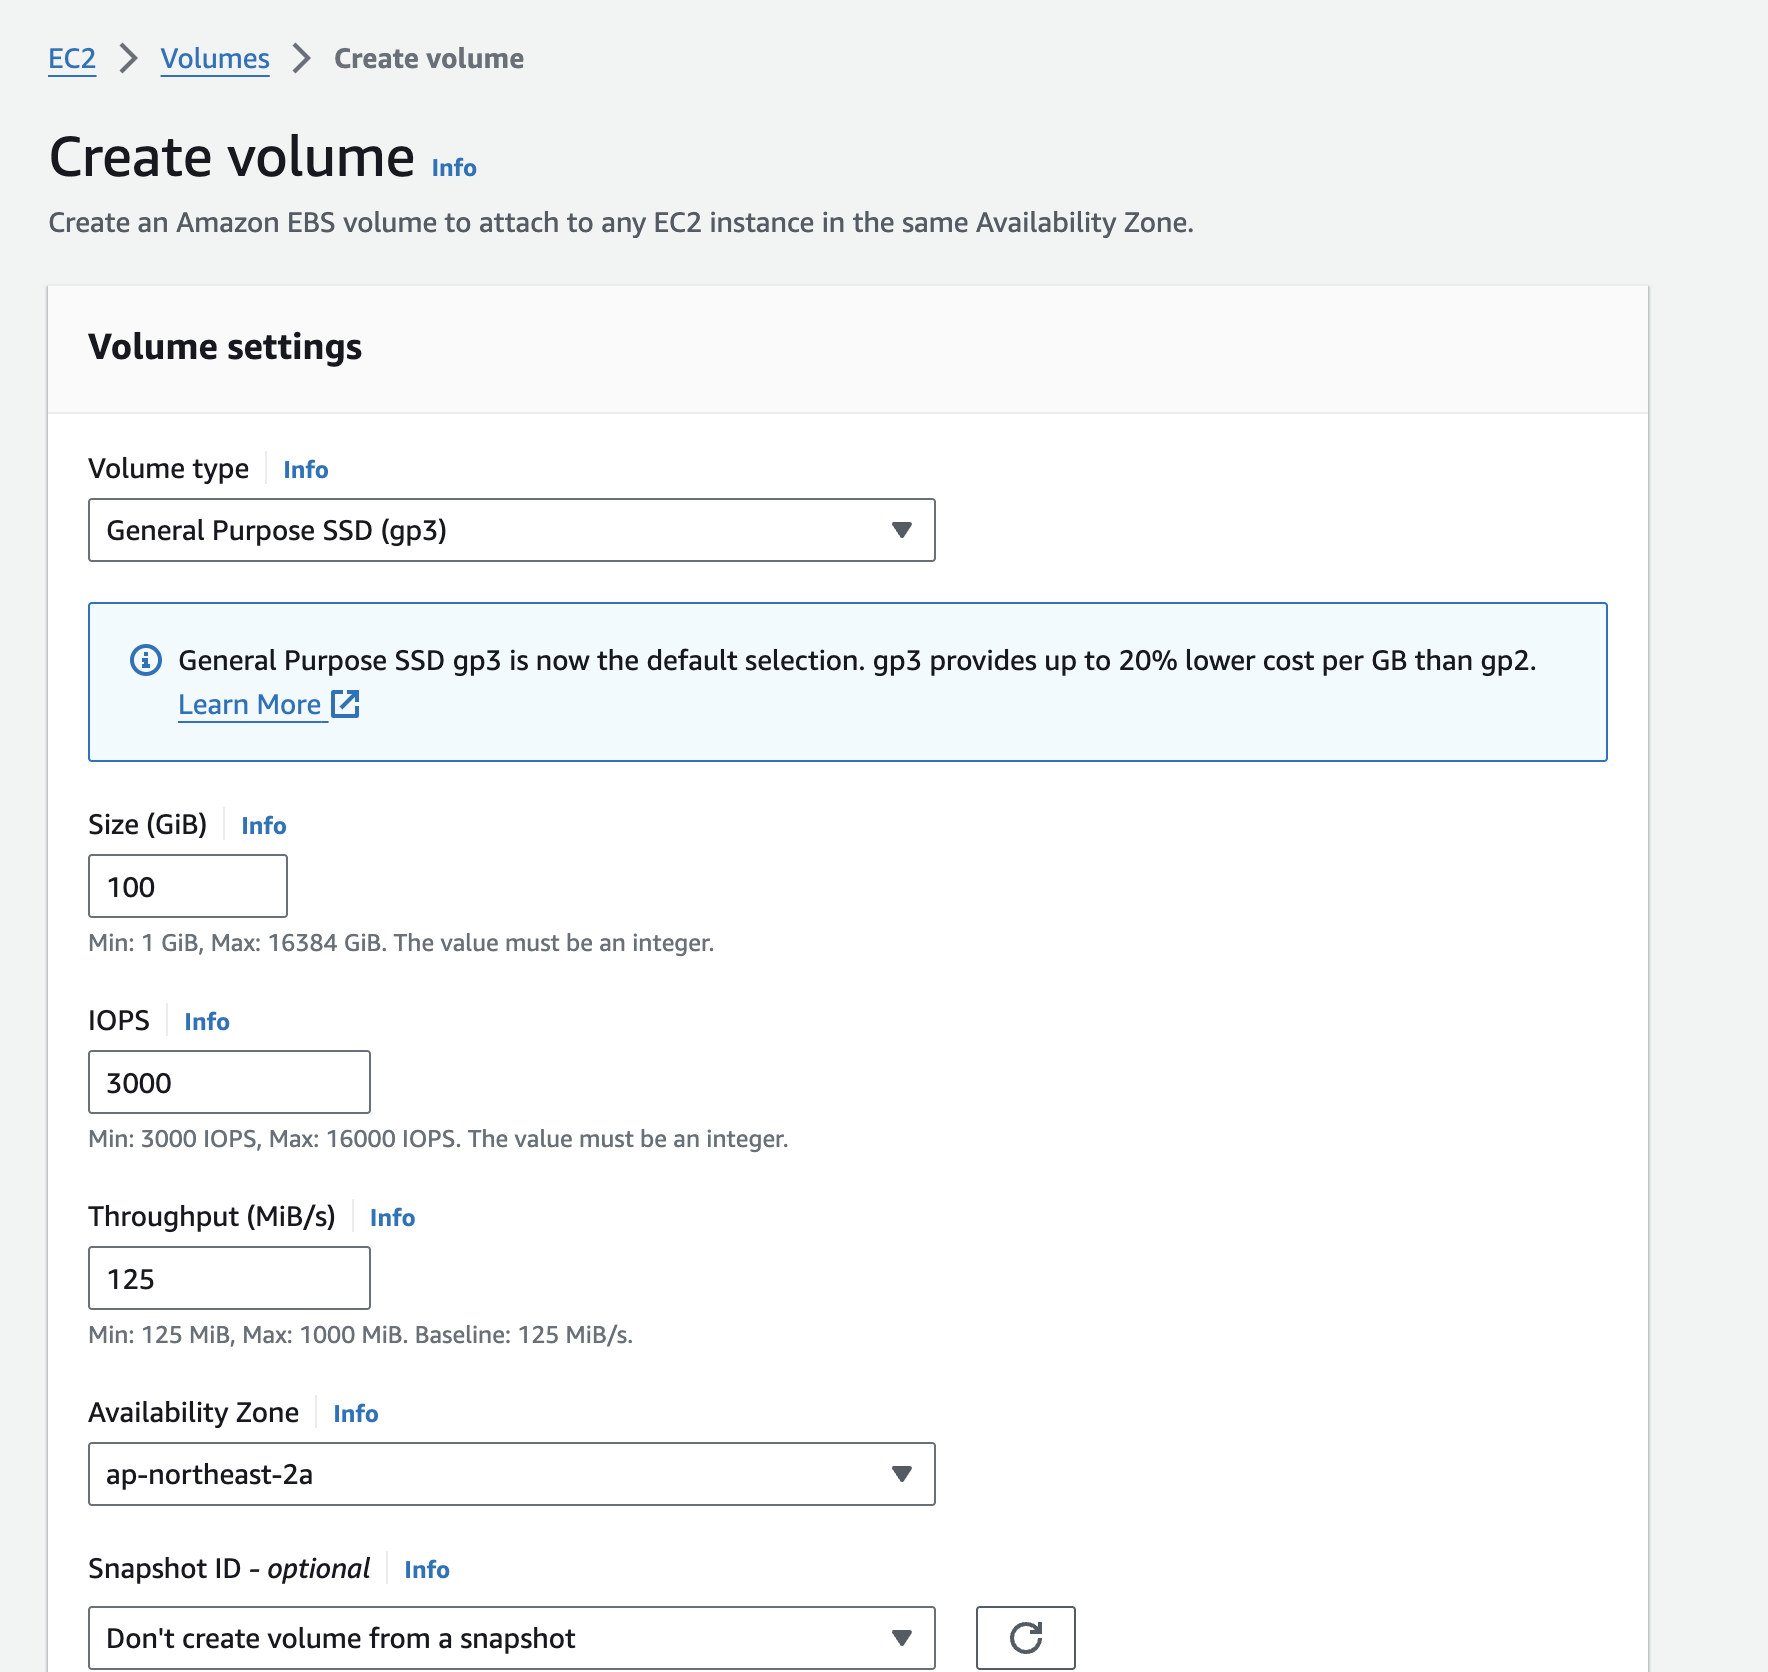 EC2 > Volumes > Create volume
Create volume Info
Create an Amazon EBS volume to attach to any EC2 instance in the same Availability Zone.
Volume settings
Volume type Info
General Purpose SSD (gp3)
General Purpose SSD gp3 is now the default selection. gp3 provides up to 20% lower cost per GB than gp2.
Learn More
Size (GiB) Info
100
Min: 1 GiB, Max: 16384 GiB. The value must be an integer.
IOPS Info
3000
Min: 3000 IOPS, Max: 16000 IOPS. The value must be an integer.
Throughput (MiB/s) Info
125
Min: 125 MiB, Max: 1000 MiB. Baseline: 125 MiB/s.
Availability Zone Info
ap-northeast-2a
Snapshot ID - optional Info
Don't create volume from a snapshot